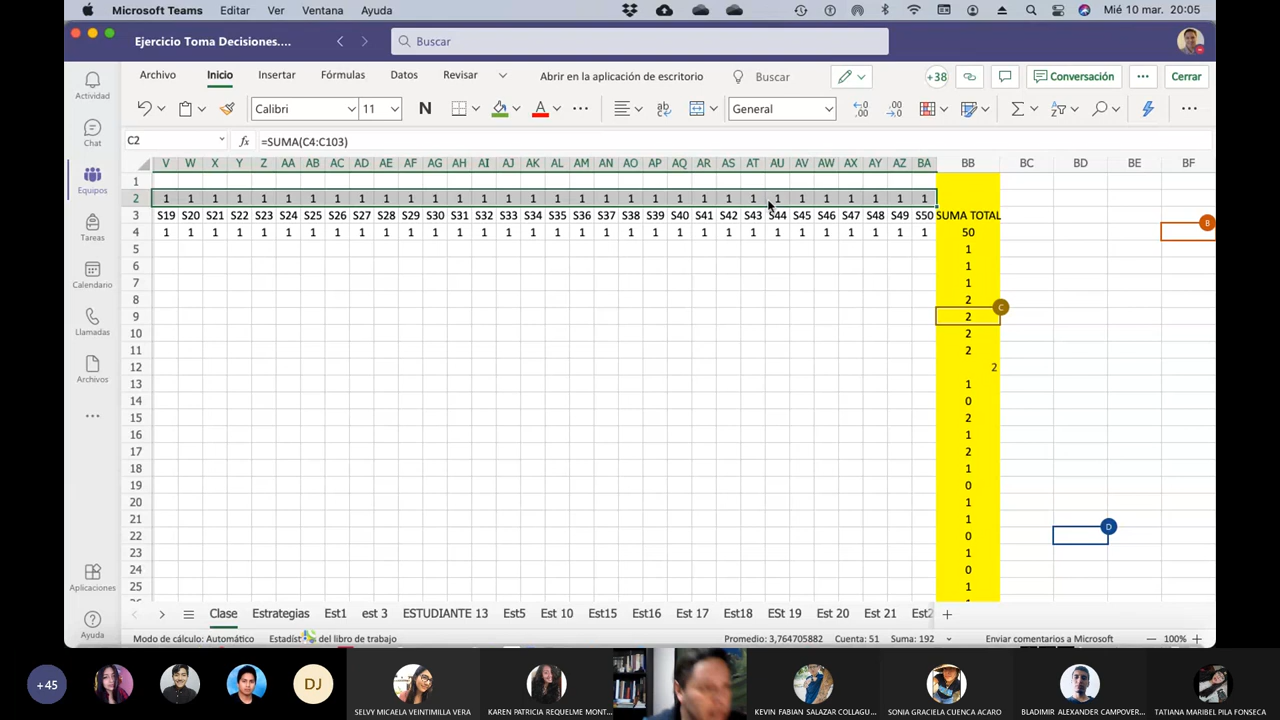 Microsoft Teams Editar Ver Ventana Ayuda Mié 10 mar. 20:05
Ejercicio Toma Decisiones.... Buscar
Actividad
Chat
Equipos
Tareas
Calendario
Llamadas
Archivos
Aplicaciones
Ayuda
Archivo Inicio Insertar Fórmulas Datos Revisar Abrir en la aplicación de escritorio Buscar +38 Conversación Cerrar
Calibri 11 N A General
C2 fx =SUMA(C4:C103)
V W X Y Z AA AB AC AD AE AF AG AH AI AJ AK AL AM AN AO AP AQ AR AS AT AU AV AW AX AY AZ BA BB BC BD BE BF
1
2 1 1 1 1 1 1 1 1 1 1 1 1 1 1 1 1 1 1 1 1 1 1 1 1 1 1 1 1 1 1 1 1
3 S19 S20 S21 S22 S23 S24 S25 S26 S27 S28 S29 S30 S31 S32 S33 S34 S35 S36 S37 S38 S39 S40 S41 S42 S43 S44 S45 S46 S47 S48 S49 S50 SUMA TOTAL
4 1 1 1 1 1 1 1 1 1 1 1 1 1 1 1 1 1 1 1 1 1 1 1 1 1 1 1 1 1 1 1 1 50 B
5 1
6 1
7 1
8 2
9 2 C
10 2
11 2
12 2
13 1
14 0
15 2
16 1
17 2
18 1
19 0
20 1
21 1
22 0 D
23 1
24 0
25 1
Clase Estrategias Est1 est 3 ESTUDIANTE 13 Est5 Est 10 Est15 Est16 Est 17 Est18 ESt 19 Est 20 Est 21
Modo de cálculo: Automático Estadíst del libro de trabajo Promedio: 3,764705882 Cuenta: 51 Suma: 192 Enviar comentarios a Microsoft 100%
+45 DJ
SELVY MICAELA VEINTIMILLA VERA KAREN PATRICIA REQUELME MONT... KEVIN FABIAN SALAZAR COLLAGU... SONIA GRACIELA CUENCA ACARO BLADIMIR ALEXANDER CAMPOVER... TATIANA MARIBEL PILA FONSECA